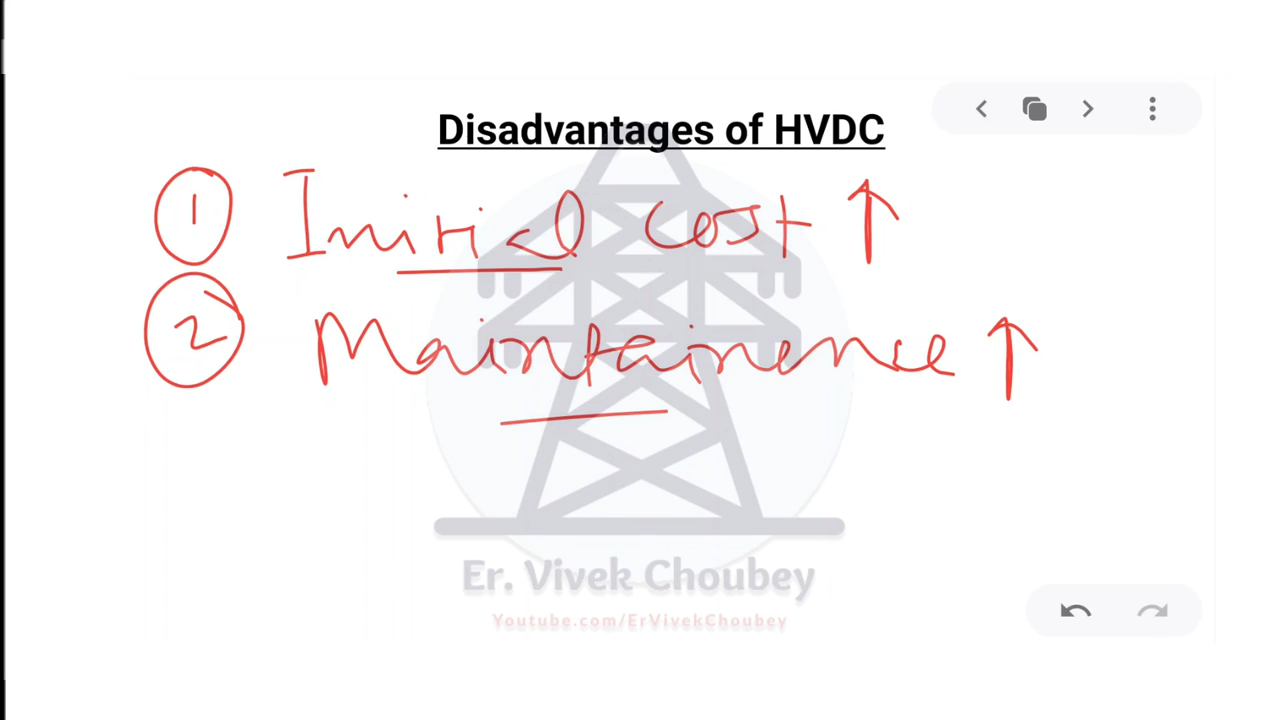 Disadvantages of HVDC
1 Initial cost ↑
2 Maintainence ↑
Er. Vivek Choubey
Youtube.com/ErVivekChoubey